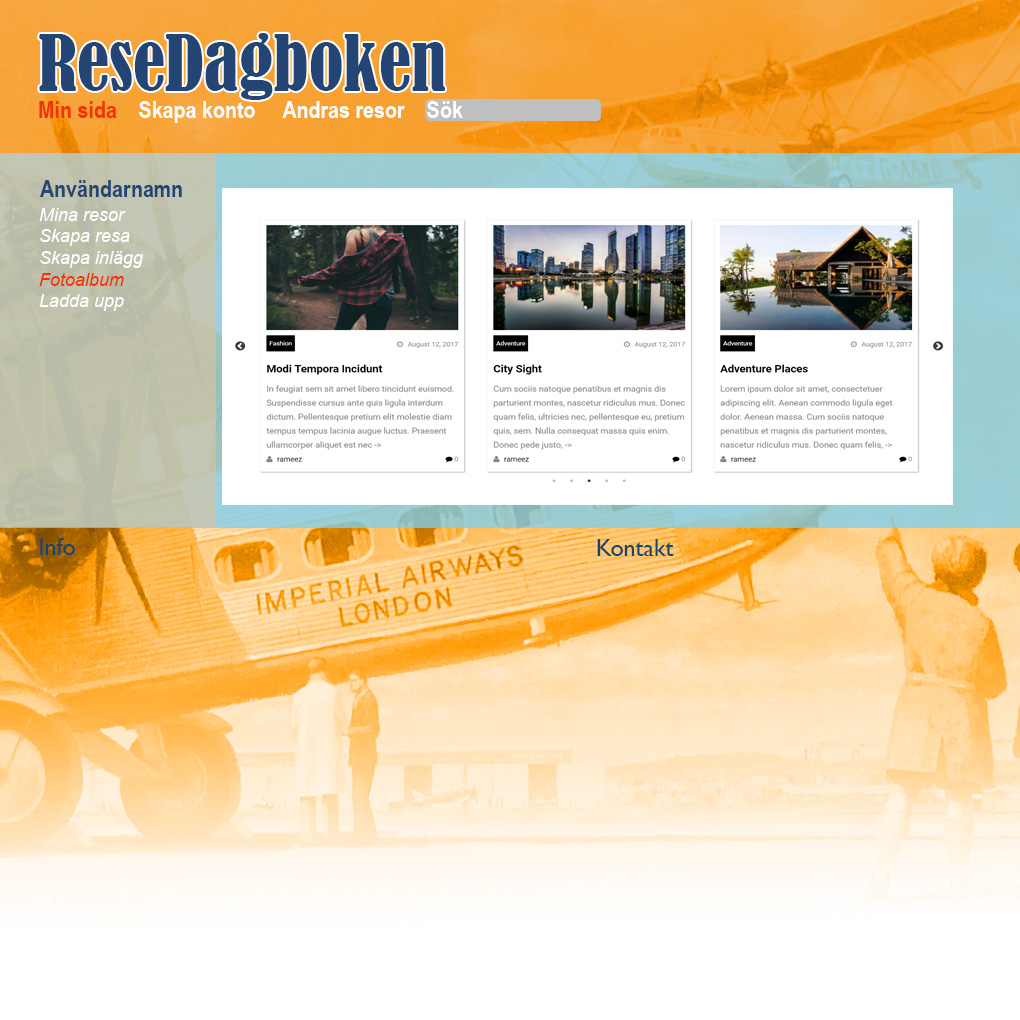 ReseDagboken
Min sida Skapa konto Andras resor Sök
G-AAXC
Användarnamn
Mina resor
Skapa resa
Skapa inlägg
Fotoalbum
Ladda upp
Fashion August 12, 2017
Modi Tempora Incidunt
In feugiat sem sit amet libero tincidunt euismod.
Suspendisse cursus ante quis ligula interdum
dictum. Pellentesque pretium elit molestie diam
tempus tempus lacinia augue luctus. Praesent
ullamcorper aliquet est nec ->
rameez 0
Adventure August 12, 2017
City Sight
Cum sociis natoque penatibus et magnis dis
parturient montes, nascetur ridiculus mus. Donec
quam felis, ultricies nec, pellentesque eu, pretium
quis, sem. Nulla consequat massa quis enim.
Donec pede justo, ->
rameez 0
Adventure August 12, 2017
Adventure Places
Lorem ipsum dolor sit amet, consectetuer
adipiscing elit. Aenean commodo ligula eget
dolor. Aenean massa. Cum sociis natoque
penatibus et magnis dis parturient montes,
nascetur ridiculus mus. Donec quam felis, ->
rameez 0
Info Kontakt
IMPERIAL AIRWAYS
LONDON